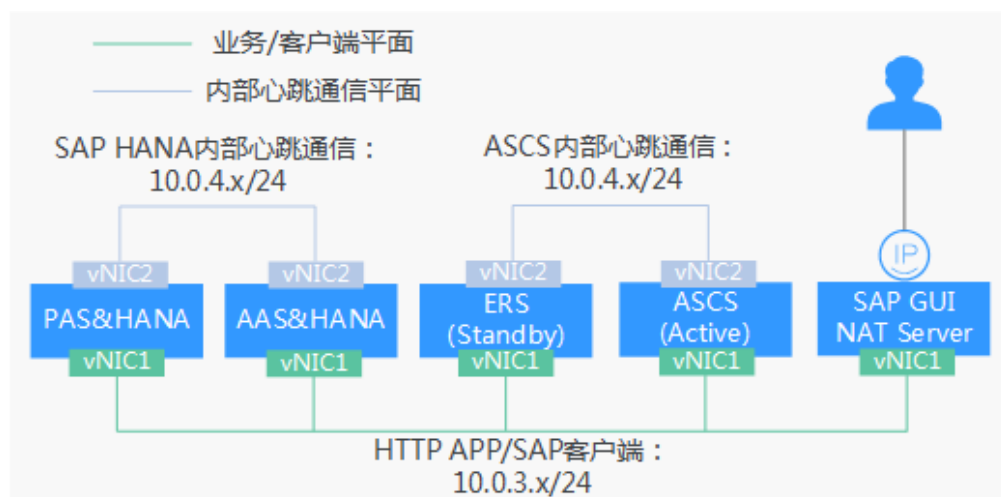 业务/客户端平面
内部心跳通信平面
SAP HANA内部心跳通信：
10.0.4.x/24
ASCS内部心跳通信：
10.0.4.x/24
IP
vNIC2
vNIC2
vNIC2
vNIC2
PAS&HANA
AAS&HANA
ERS
(Standby)
ASCS
(Active)
SAP GUI
NAT Server
vNIC1
vNIC1
vNIC1
vNIC1
vNIC1
HTTP APP/SAP客户端：
10.0.3.x/24